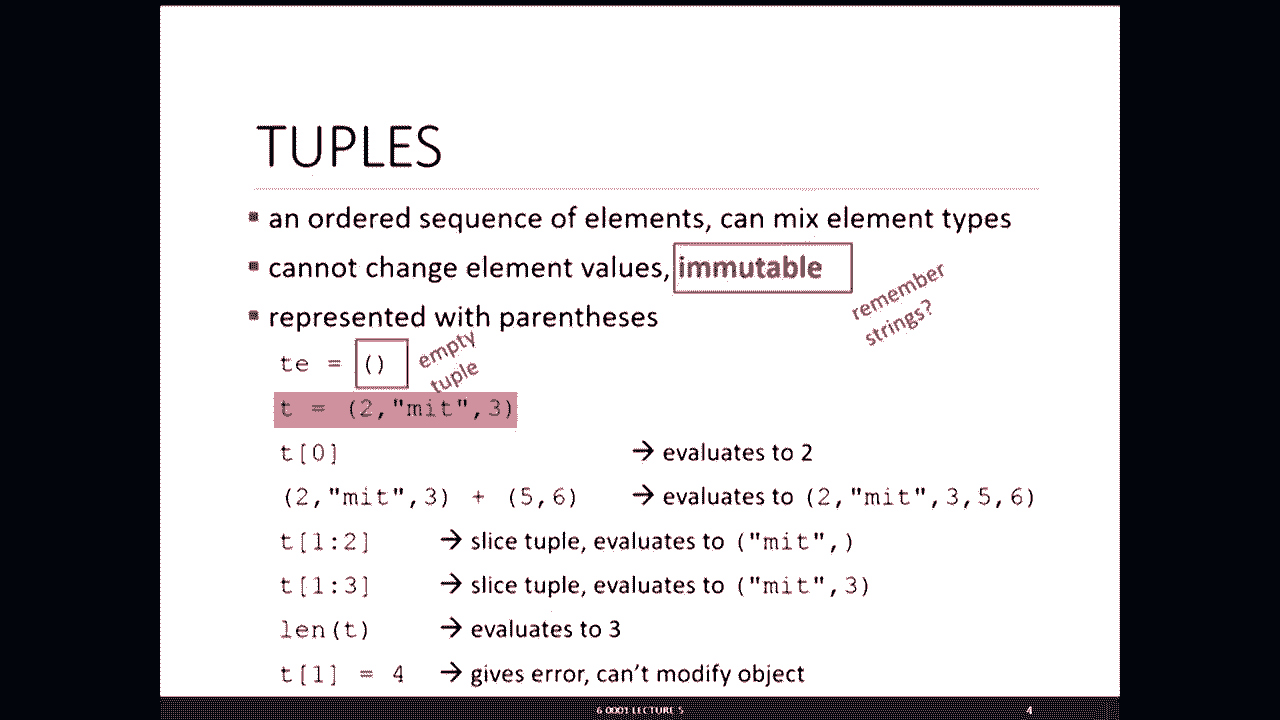 TUPLES
▪ an ordered sequence of elements, can mix element types
▪ cannot change element values, immutable
remember
strings?
▪ represented with parentheses
te = ()
empty
tuple
t = (2,"mit",3)
t[0] → evaluates to 2
(2,"mit",3) + (5,6) → evaluates to (2,"mit",3,5,6)
t[1:2] → slice tuple, evaluates to ("mit",)
t[1:3] → slice tuple, evaluates to ("mit",3)
len(t) → evaluates to 3
t[1] = 4 → gives error, can't modify object
6.0001 LECTURE 5
4